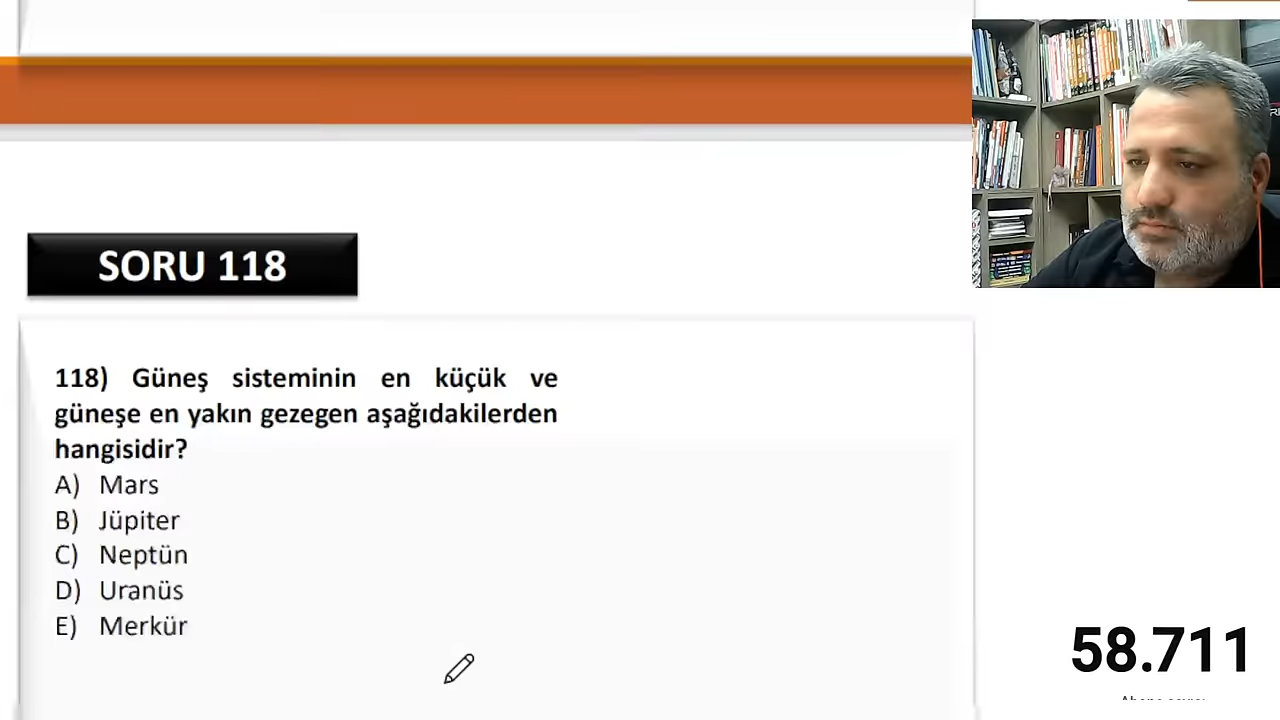 SORU 118
118) Güneş sisteminin en küçük ve
güneşe en yakın gezegen aşağıdakilerden
hangisidir?
A) Mars
B) Jüpiter
C) Neptün
D) Uranüs
E) Merkür
58.711